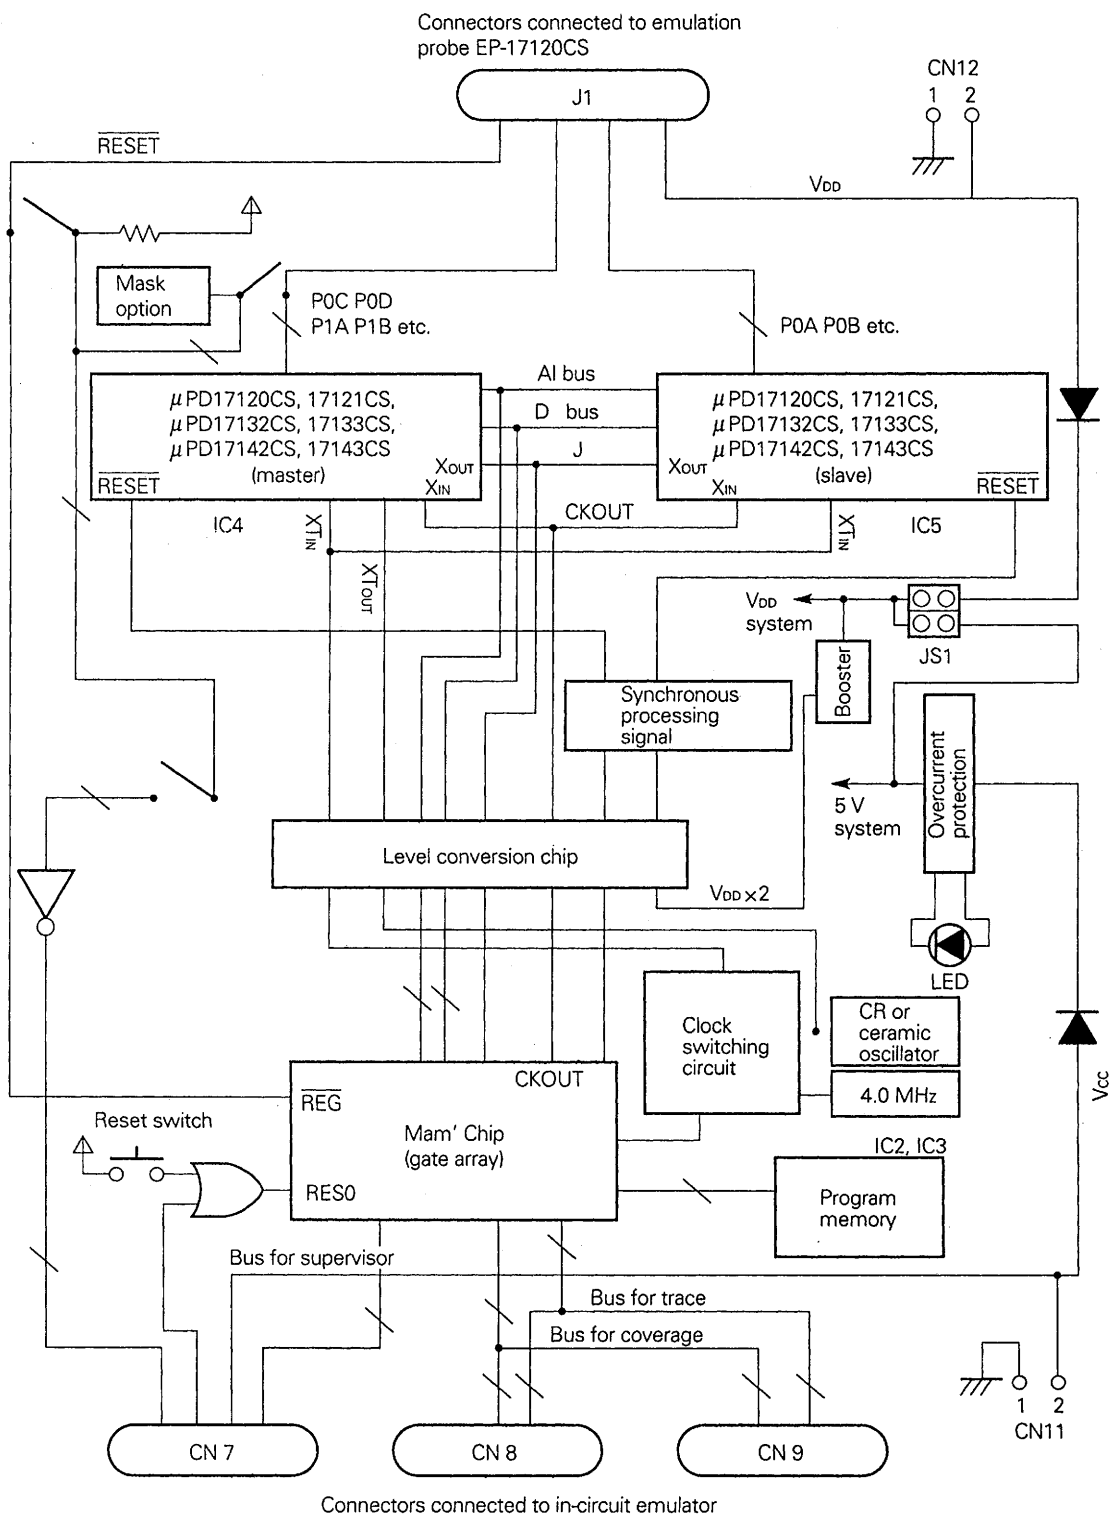 Connectors connected to emulation
probe EP-17120CS
J1
CN12
1 2
RESET
VDD
Mask
option
P0C P0D
P1A P1B etc.
P0A P0B etc.
μPD17120CS, 17121CS,
μPD17132CS, 17133CS,
μPD17142CS, 17143CS
(master)
RESET
XOUT
XIN
AI bus
D bus
J
CKOUT
μPD17120CS, 17121CS,
μPD17132CS, 17133CS,
μPD17142CS, 17143CS
(slave)
XOUT
XIN
RESET
IC4
XTIN
XTOUT
XTIN
IC5
VDD
system
JS1
Booster
Synchronous
processing
signal
Overcurrent
protection
5 V
system
Level conversion chip
VDD×2
LED
Clock
switching
circuit
CR or
ceramic
oscillator
4.0 MHz
Vcc
CKOUT
REG
Mam' Chip
(gate array)
RES0
Reset switch
IC2, IC3
Program
memory
Bus for supervisor
Bus for trace
Bus for coverage
1 2
CN11
CN 7
CN 8
CN 9
Connectors connected to in-circuit emulator